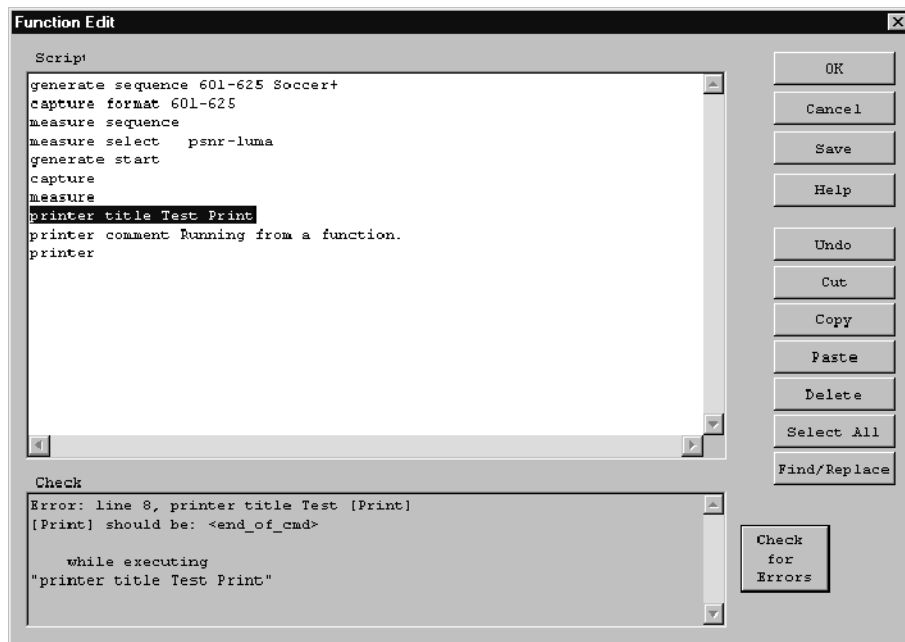 Function Edit
Script
generate sequence 601-625 Soccer+
capture format 601-625
measure sequence
measure select psnr-luma
generate start
capture
measure
printer title Test Print
printer comment Running from a function.
printer
OK
Cancel
Save
Help
Undo
Cut
Copy
Paste
Delete
Select All
Find/Replace
Check
Error: line 8, printer title Test [Print]
[Print] should be: <end_of_cmd>
while executing
"printer title Test Print"
Check
for
Errors